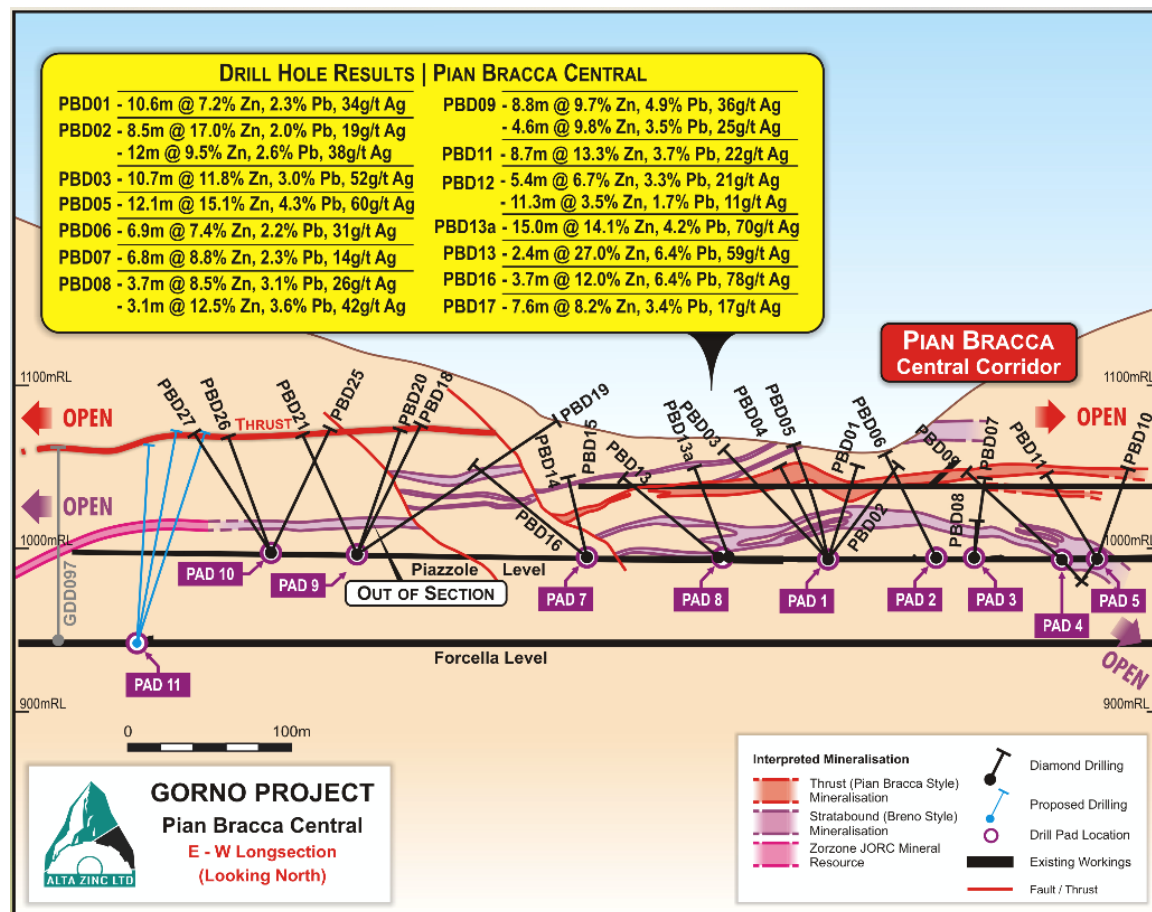 DRILL HOLE RESULTS | PIAN BRACCA CENTRAL
PBD01 - 10.6m @ 7.2% Zn, 2.3% Pb, 34g/t Ag
PBD02 - 8.5m @ 17.0% Zn, 2.0% Pb, 19g/t Ag
- 12m @ 9.5% Zn, 2.6% Pb, 38g/t Ag
PBD03 - 10.7m @ 11.8% Zn, 3.0% Pb, 52g/t Ag
PBD05 - 12.1m @ 15.1% Zn, 4.3% Pb, 60g/t Ag
PBD06 - 6.9m @ 7.4% Zn, 2.2% Pb, 31g/t Ag
PBD07 - 6.8m @ 8.8% Zn, 2.3% Pb, 14g/t Ag
PBD08 - 3.7m @ 8.5% Zn, 3.1% Pb, 26g/t Ag
- 3.1m @ 12.5% Zn, 3.6% Pb, 42g/t Ag
PBD09 - 8.8m @ 9.7% Zn, 4.9% Pb, 36g/t Ag
- 4.6m @ 9.8% Zn, 3.5% Pb, 25g/t Ag
PBD11 - 8.7m @ 13.3% Zn, 3.7% Pb, 22g/t Ag
PBD12 - 5.4m @ 6.7% Zn, 3.3% Pb, 21g/t Ag
- 11.3m @ 3.5% Zn, 1.7% Pb, 11g/t Ag
PBD13a - 15.0m @ 14.1% Zn, 4.2% Pb, 70g/t Ag
PBD13 - 2.4m @ 27.0% Zn, 6.4% Pb, 59g/t Ag
PBD16 - 3.7m @ 12.0% Zn, 6.4% Pb, 78g/t Ag
PBD17 - 7.6m @ 8.2% Zn, 3.4% Pb, 17g/t Ag
PIAN BRACCA
Central Corridor
1100mRL
1100mRL
OPEN
OPEN
PBD27
PBD26
THRUST
PBD21
PBD25
PBD20
PBD18
PBD19
PBD14
PBD15
PBD13
PBD13a
PBD03
PBD04
PBD05
PBD01
PBD06
PBD09
PBD07
PBD11
PBD10
OPEN
PBD16
PBD02
PBD08
1000mRL
1000mRL
GDD097
PAD 10
PAD 9
Piazzole Level
OUT OF SECTION
PAD 7
PAD 8
PAD 1
PAD 2
PAD 3
PAD 4
PAD 5
OPEN
Forcella Level
PAD 11
900mRL
900mRL
0 100m
GORNO PROJECT
Pian Bracca Central
E - W Longsection
(Looking North)
ALTA ZINC LTD
Interpreted Mineralisation
Thrust (Pian Bracca Style)
Mineralisation
Stratabound (Breno Style)
Mineralisation
Zorzone JORC Mineral
Resource
Diamond Drilling
Proposed Drilling
Drill Pad Location
Existing Workings
Fault / Thrust